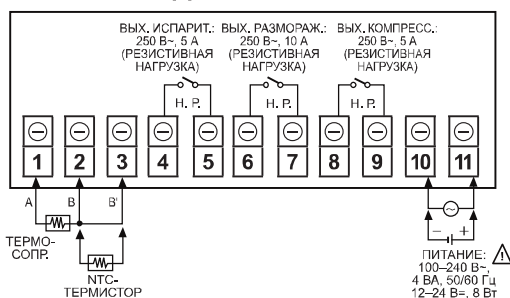 ВЫХ. ИСПАРИТ.: ВЫХ. РАЗМОРАЖ.: ВЫХ. КОМПРЕСС.:
250 В~, 5 А 250 В~, 10 А 250 В~, 5 А
(РЕЗИСТИВНАЯ (РЕЗИСТИВНАЯ (РЕЗИСТИВНАЯ
НАГРУЗКА) НАГРУЗКА) НАГРУЗКА)
Н. Р. Н. Р. Н. Р.
1 2 3 4 5 6 7 8 9 10 11
A B B'
− +
ТЕРМО-
СОПР.
NTC-
ТЕРМИСТОР
ПИТАНИЕ:
100–240 В~,
4 ВА, 50/60 Гц
12–24 В=, 8 Вт